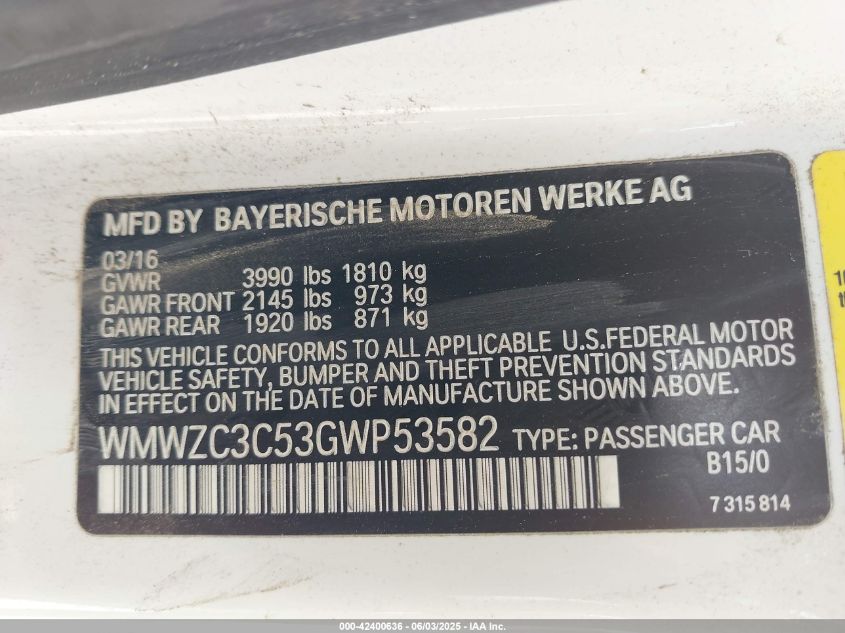 MFD BY BAYERISCHE MOTOREN WERKE AG
03/16
GVWR 3990 lbs 1810 kg
GAWR FRONT 2145 lbs 973 kg
GAWR REAR 1920 lbs 871 kg
THIS VEHICLE CONFORMS TO ALL APPLICABLE U.S.FEDERAL MOTOR
VEHICLE SAFETY, BUMPER AND THEFT PREVENTION STANDARDS
IN EFFECT ON THE DATE OF MANUFACTURE SHOWN ABOVE.
WMWZC3C53GWP53582 TYPE: PASSENGER CAR
B15/0
7 315 814
000-42400636 - 06/03/2025 - IAA Inc.